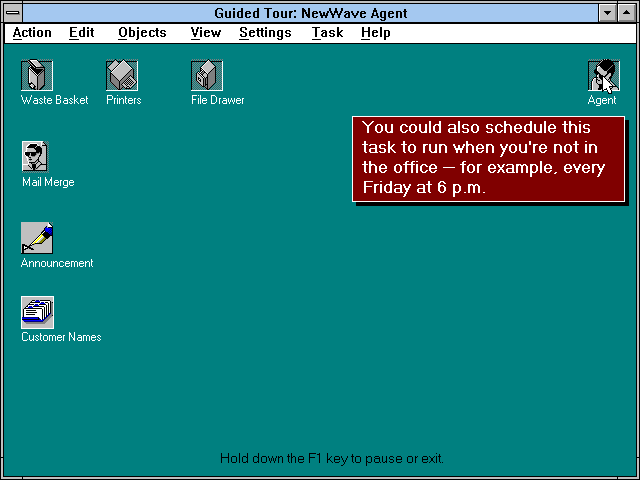 Guided Tour: NewWave Agent
Action Edit Objects View Settings Task Help
Waste Basket Printers File Drawer Agent
You could also schedule this
task to run when you're not in
the office — for example, every
Friday at 6 p.m.
Mail Merge
Announcement
Customer Names
Hold down the F1 key to pause or exit.